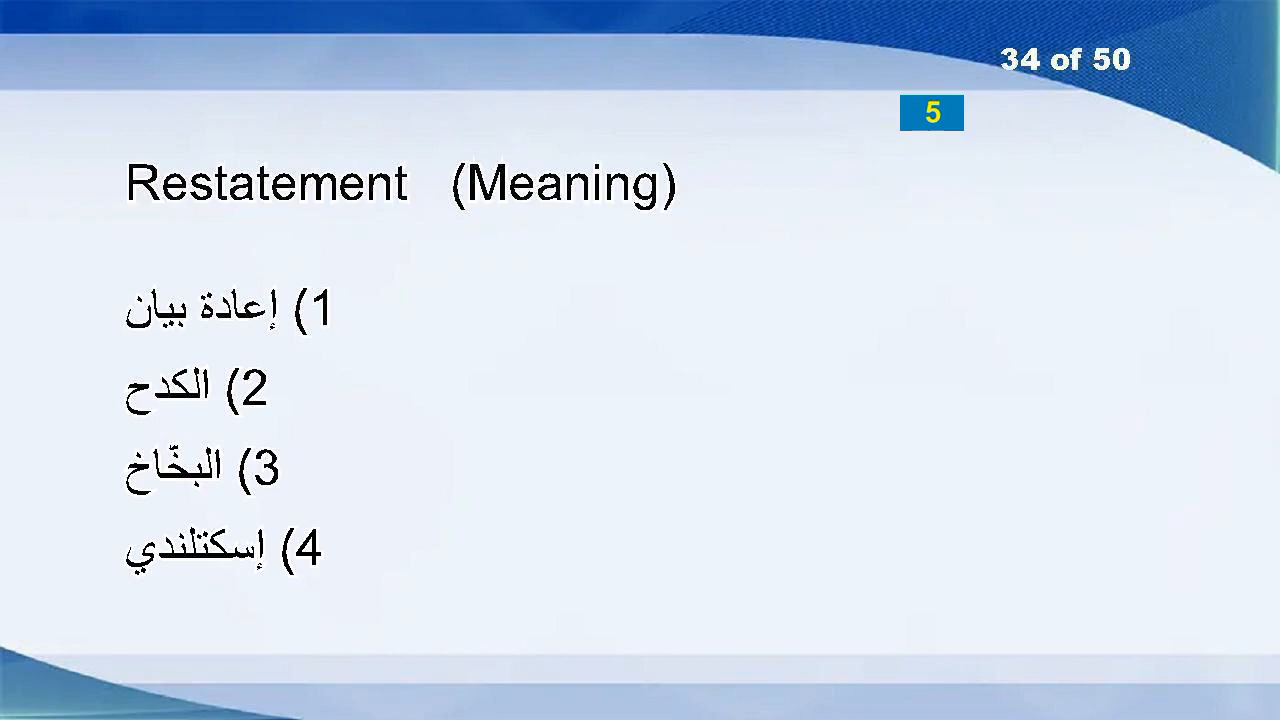 34 of 50
5
Restatement (Meaning)
1) إعادة بيان
2) الكدح
3) البخّاخ
4) إسكتلندي